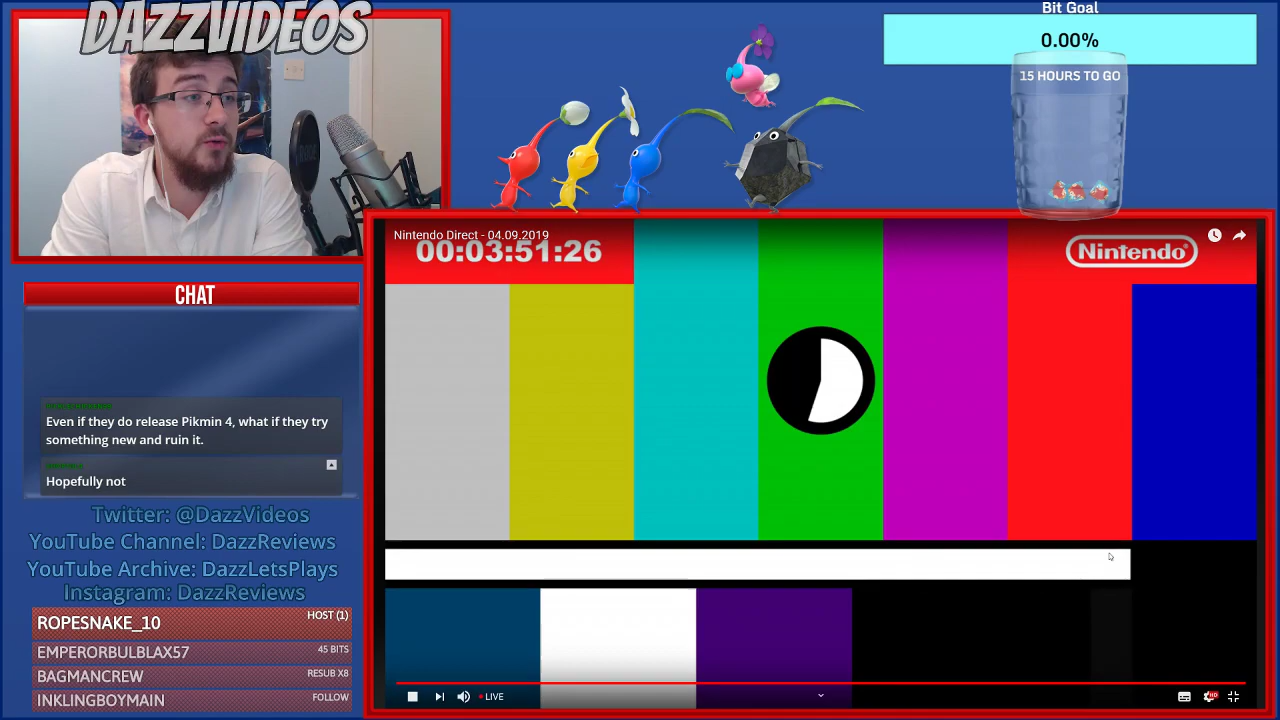 DAZZVIDEOS
Bit Goal
0.00%
15 HOURS TO GO
Nintendo Direct - 04.09.2019
00:03:51:26
Nintendo
CHAT
Even if they do release Pikmin 4, what if they try
something new and ruin it.
Hopefully not
Twitter: @DazzVideos
YouTube Channel: DazzReviews
YouTube Archive: DazzLetsPlays
Instagram: DazzReviews
ROPESNAKE_10 HOST (1)
EMPERORBULBLAX57 45 BITS
BAGMANCREW RESUB X8
INKLINGBOYMAIN FOLLOW
LIVE
HD